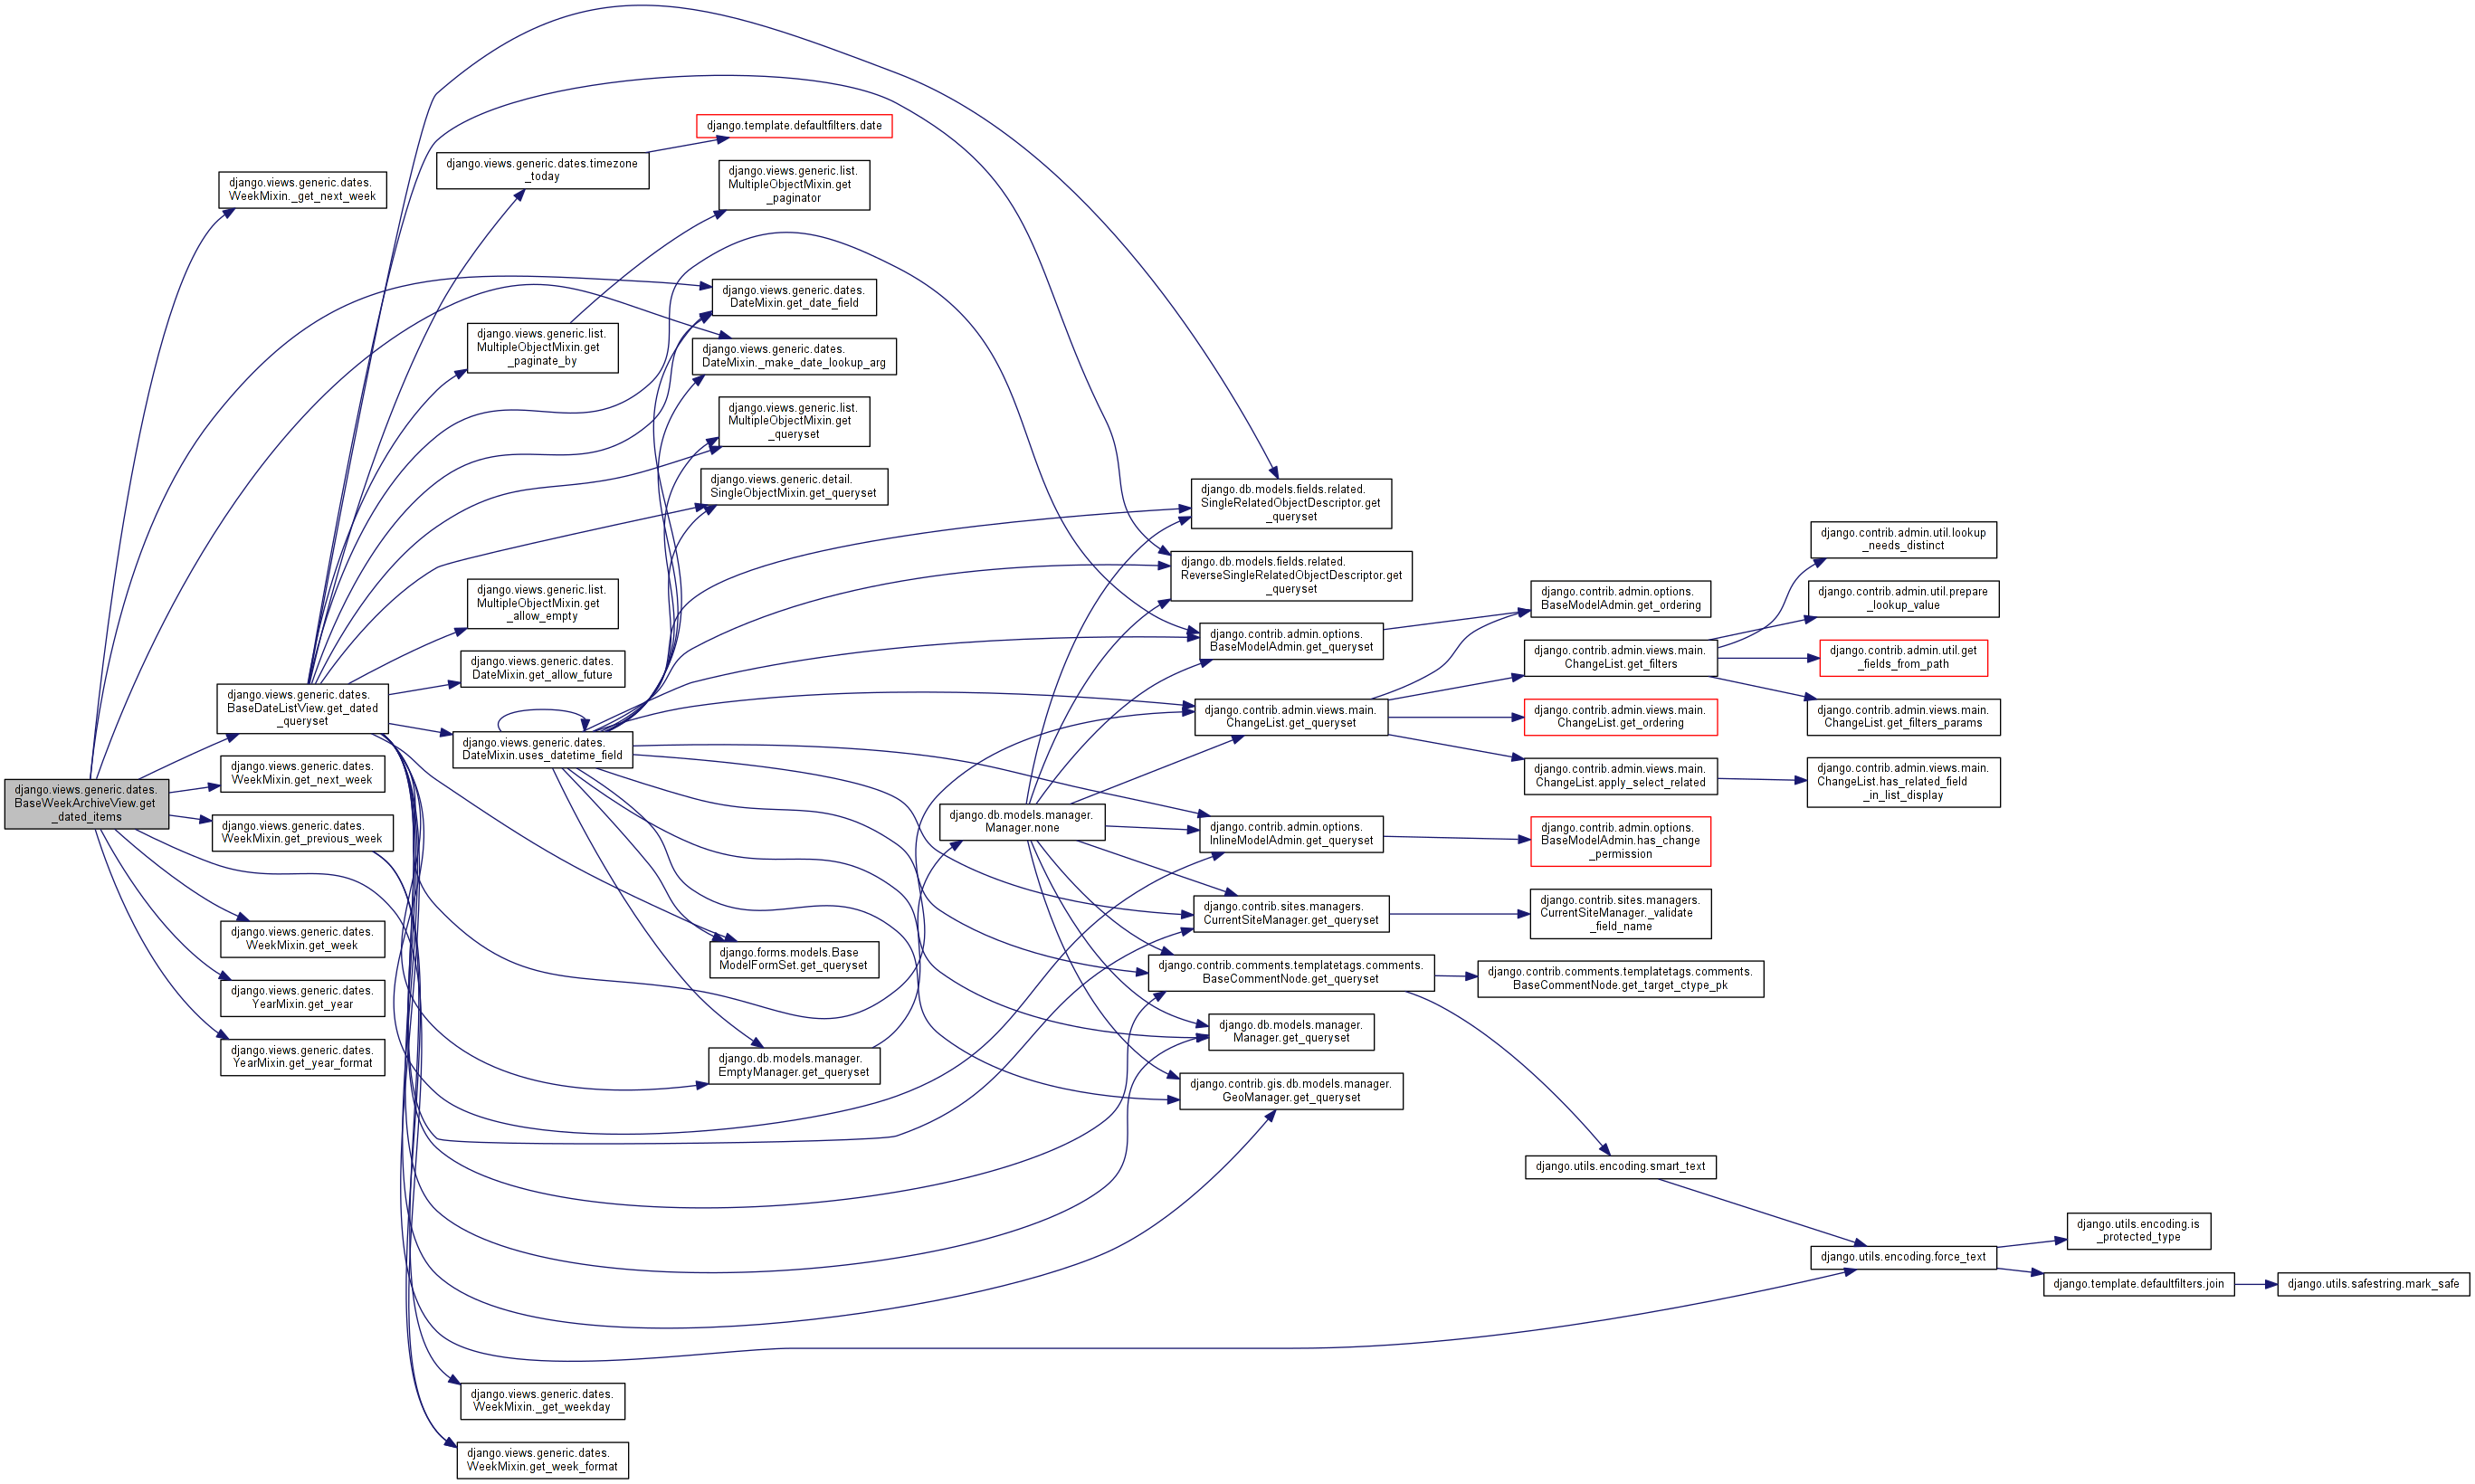 django.views.generic.dates.
BaseWeekArchiveView.get
_dated_items
django.views.generic.dates.
WeekMixin._get_next_week
django.views.generic.dates.
BaseDateListView.get_dated
_queryset
django.views.generic.dates.
WeekMixin.get_next_week
django.views.generic.dates.
WeekMixin.get_previous_week
django.views.generic.dates.
WeekMixin.get_week
django.views.generic.dates.
YearMixin.get_year
django.views.generic.dates.
YearMixin.get_year_format
django.views.generic.dates.timezone
_today
django.views.generic.list.
MultipleObjectMixin.get
_paginate_by
django.views.generic.list.
MultipleObjectMixin.get
_allow_empty
django.views.generic.dates.
DateMixin.get_allow_future
django.views.generic.dates.
DateMixin.uses_datetime_field
django.views.generic.dates.
WeekMixin._get_weekday
django.views.generic.dates.
WeekMixin.get_week_format
django.template.defaultfilters.date
django.views.generic.list.
MultipleObjectMixin.get
_paginator
django.views.generic.dates.
DateMixin.get_date_field
django.views.generic.dates.
DateMixin._make_date_lookup_arg
django.views.generic.list.
MultipleObjectMixin.get
_queryset
django.views.generic.detail.
SingleObjectMixin.get_queryset
django.forms.models.Base
ModelFormSet.get_queryset
django.db.models.manager.
EmptyManager.get_queryset
django.db.models.manager.
Manager.none
django.db.models.fields.related.
SingleRelatedObjectDescriptor.get
_queryset
django.db.models.fields.related.
ReverseSingleRelatedObjectDescriptor.get
_queryset
django.contrib.admin.options.
BaseModelAdmin.get_queryset
django.contrib.admin.views.main.
ChangeList.get_queryset
django.contrib.admin.options.
InlineModelAdmin.get_queryset
django.contrib.sites.managers.
CurrentSiteManager.get_queryset
django.contrib.comments.templatetags.comments.
BaseCommentNode.get_queryset
django.db.models.manager.
Manager.get_queryset
django.contrib.gis.db.models.manager.
GeoManager.get_queryset
django.contrib.admin.options.
BaseModelAdmin.get_ordering
django.contrib.admin.views.main.
ChangeList.get_filters
django.contrib.admin.views.main.
ChangeList.get_ordering
django.contrib.admin.views.main.
ChangeList.apply_select_related
django.contrib.admin.options.
BaseModelAdmin.has_change
_permission
django.contrib.sites.managers.
CurrentSiteManager._validate
_field_name
django.contrib.comments.templatetags.comments.
BaseCommentNode.get_target_ctype_pk
django.utils.encoding.smart_text
django.contrib.admin.util.lookup
_needs_distinct
django.contrib.admin.util.prepare
_lookup_value
django.contrib.admin.util.get
_fields_from_path
django.contrib.admin.views.main.
ChangeList.get_filters_params
django.contrib.admin.views.main.
ChangeList.has_related_field
_in_list_display
django.utils.encoding.force_text
django.utils.encoding.is
_protected_type
django.template.defaultfilters.join
django.utils.safestring.mark_safe